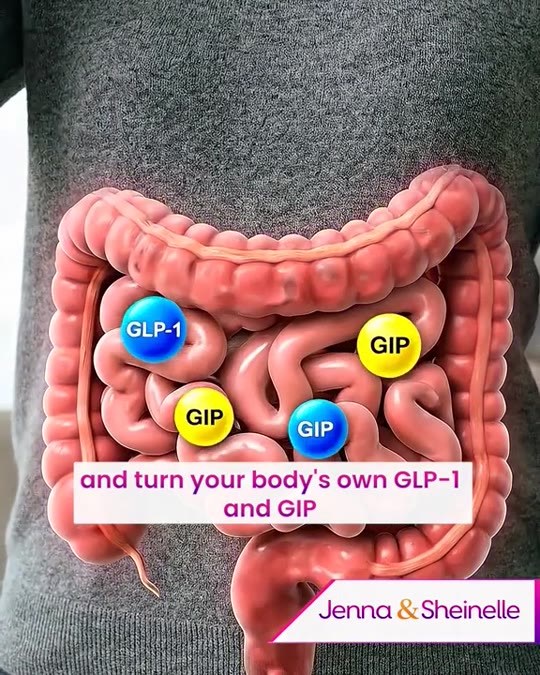 GLP-1
GIP
GIP
GIP
and turn your body's own GLP-1
and GIP
Jenna & Sheinelle